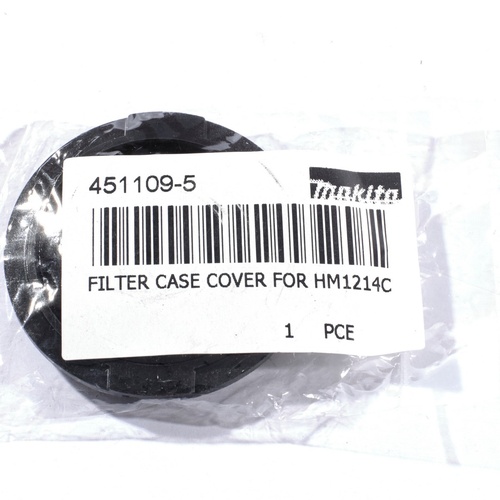 451109-5
makita
FILTER CASE COVER FOR HM1214C
1 PCE